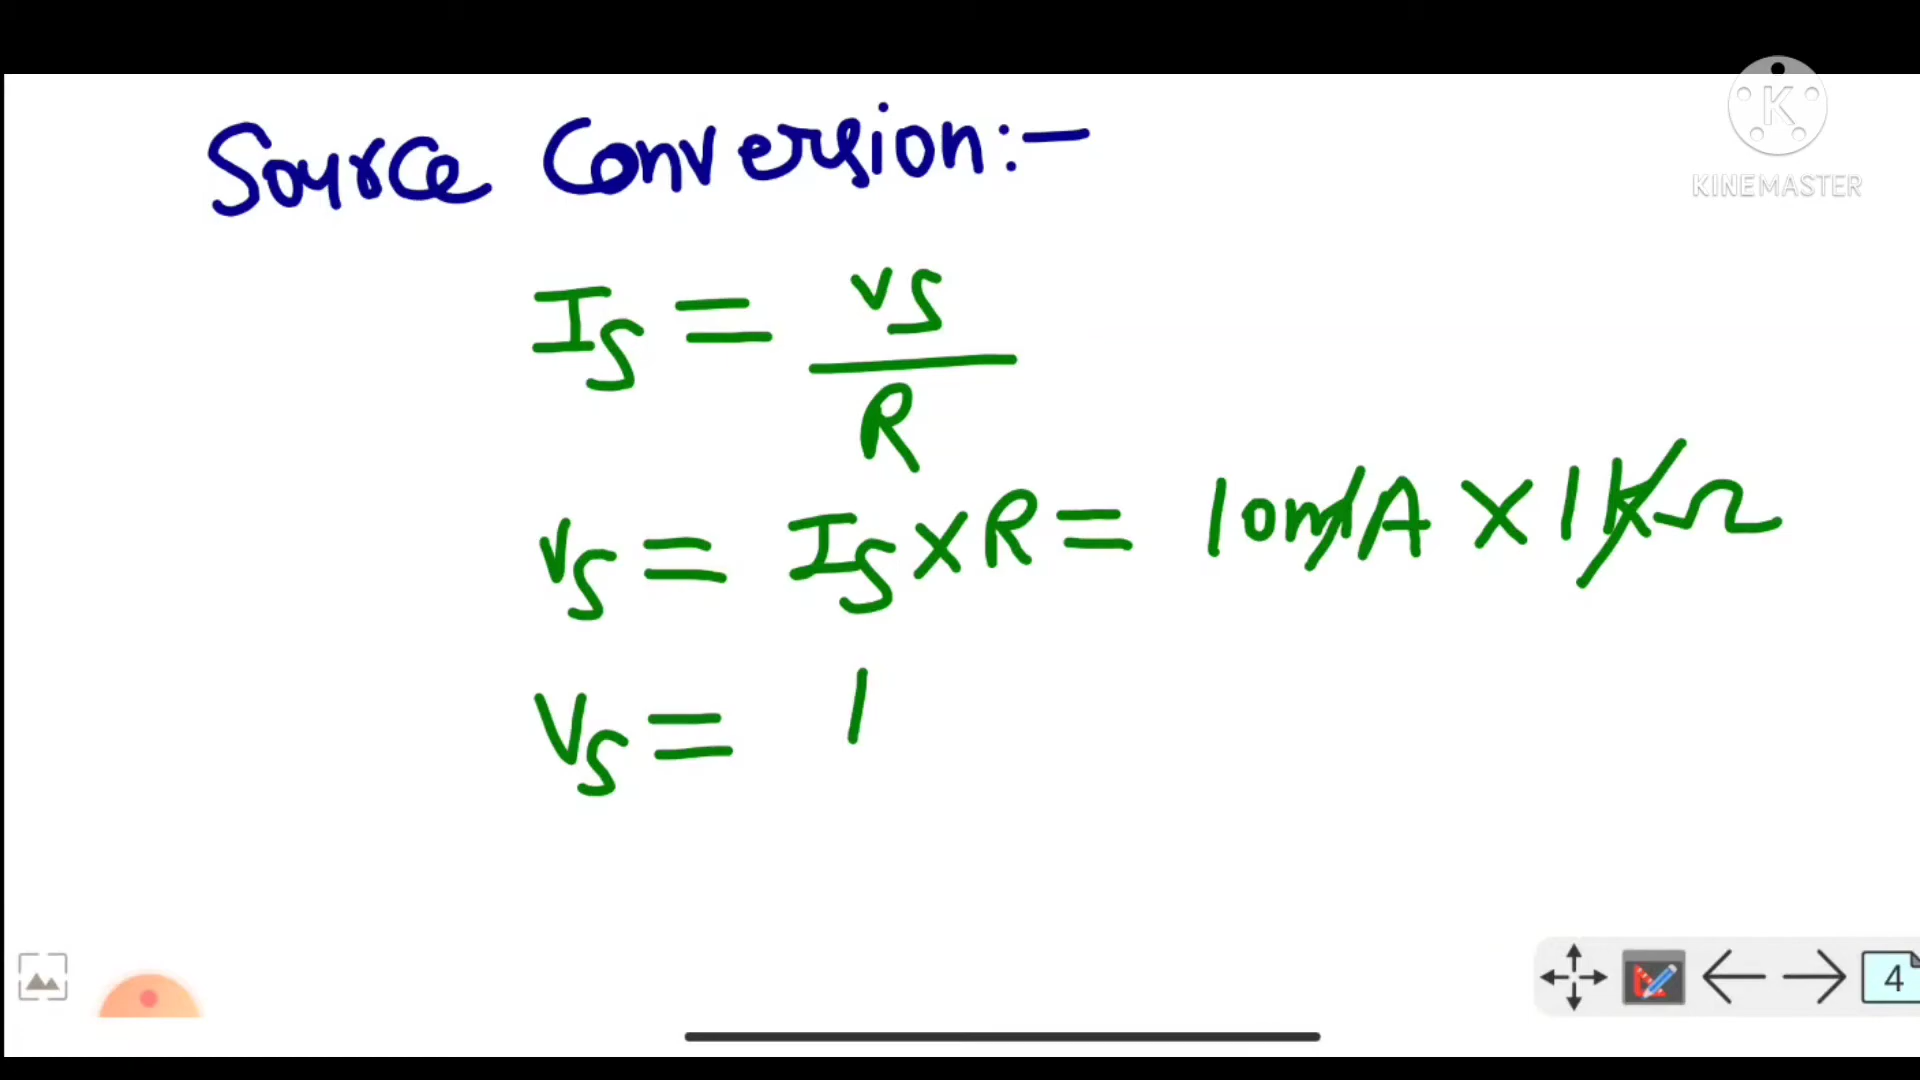 Source Conversion:-
K
KINEMASTER
Is = vs / R
vs = Is × R = 10mA × 1KΩ
Vs = 1
4